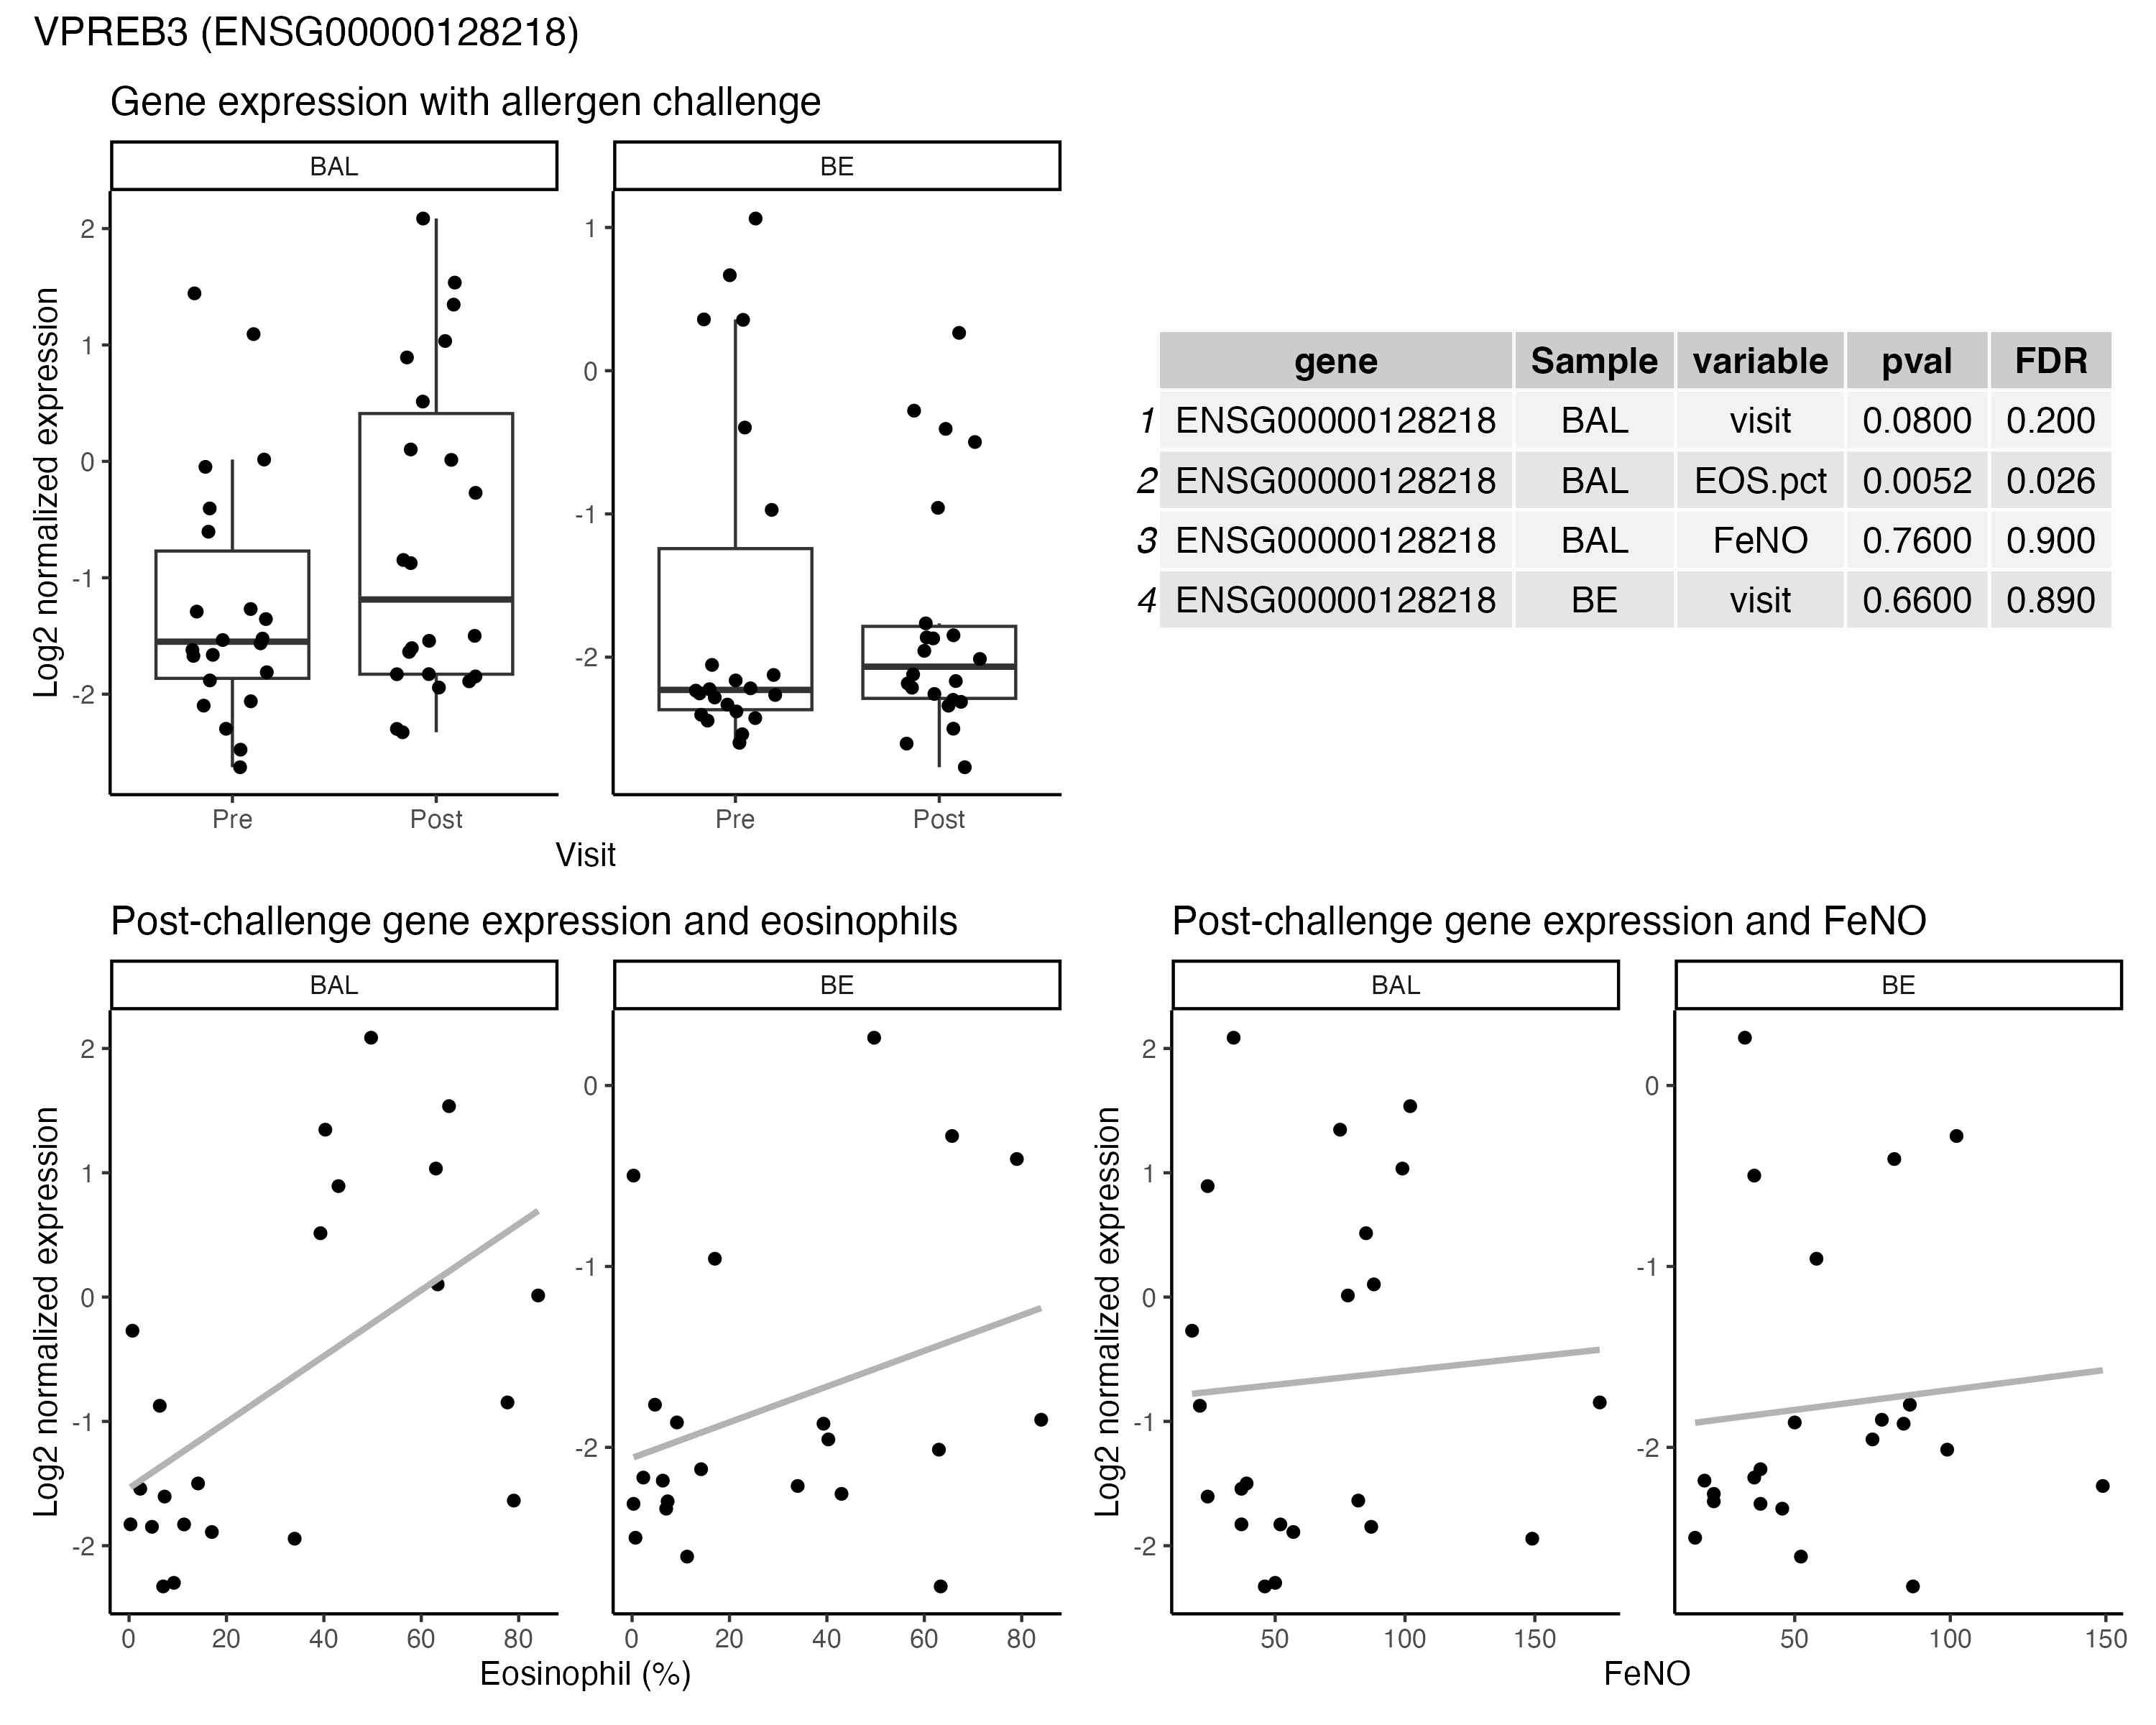 VPREB3 (ENSG00000128218)
Gene expression with allergen challenge
BAL BE
Log2 normalized expression
2 1 0 -1 -2
1 0 -1 -2
Pre Post Pre Post
Visit
gene Sample variable pval FDR
1 ENSG00000128218 BAL visit 0.0800 0.200
2 ENSG00000128218 BAL EOS.pct 0.0052 0.026
3 ENSG00000128218 BAL FeNO 0.7600 0.900
4 ENSG00000128218 BE visit 0.6600 0.890
Post-challenge gene expression and eosinophils
BAL BE
Log2 normalized expression
2 1 0 -1 -2
0 -1 -2
0 20 40 60 80 0 20 40 60 80
Eosinophil (%)
Post-challenge gene expression and FeNO
BAL BE
Log2 normalized expression
2 1 0 -1 -2
0 -1 -2
50 100 150 50 100 150
FeNO